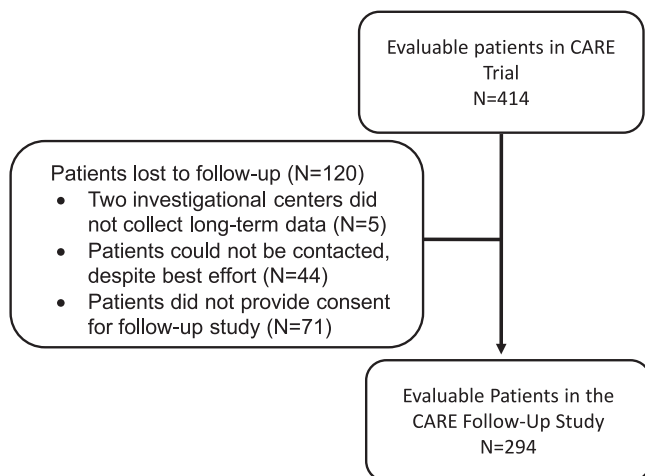 Evaluable patients in CARE
Trial
N=414
Patients lost to follow-up (N=120)
• Two investigational centers did
not collect long-term data (N=5)
• Patients could not be contacted,
despite best effort (N=44)
• Patients did not provide consent
for follow-up study (N=71)
Evaluable Patients in the
CARE Follow-Up Study
N=294